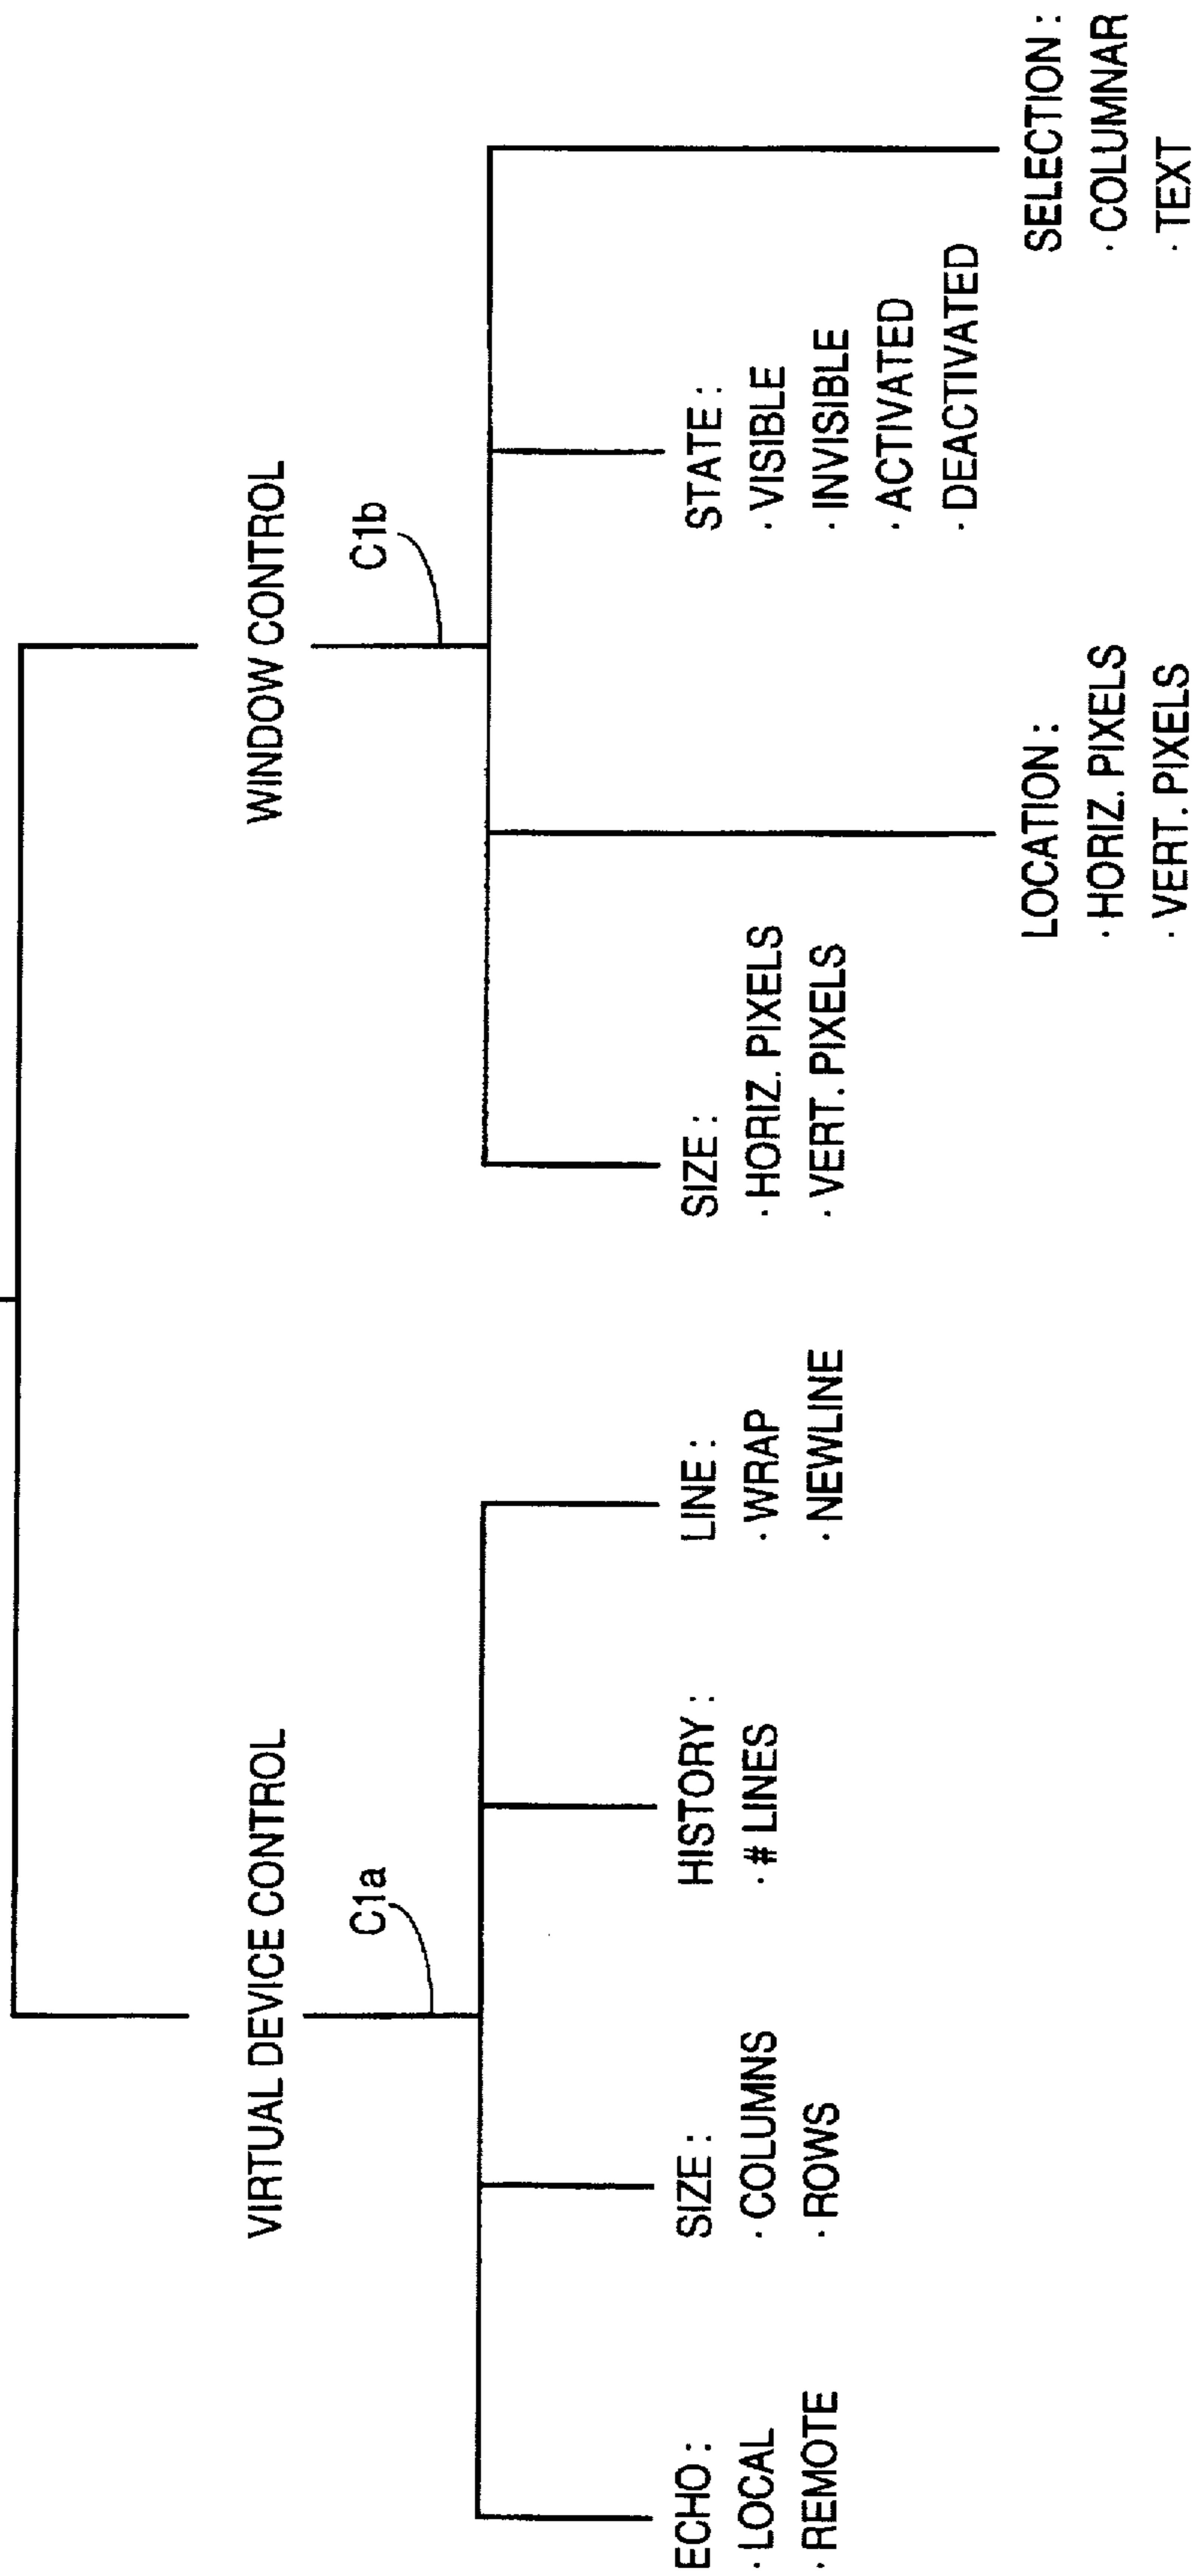 VIRTUAL DEVICE CONTROL
C1a
ECHO :
· LOCAL
· REMOTE
SIZE :
· COLUMNS
· ROWS
HISTORY :
· # LINES
LINE :
· WRAP
· NEWLINE
WINDOW CONTROL
C1b
SIZE :
· HORIZ. PIXELS
· VERT. PIXELS
LOCATION :
· HORIZ. PIXELS
· VERT. PIXELS
STATE :
· VISIBLE
· INVISIBLE
· ACTIVATED
· DEACTIVATED
SELECTION :
· COLUMNAR
· TEXT